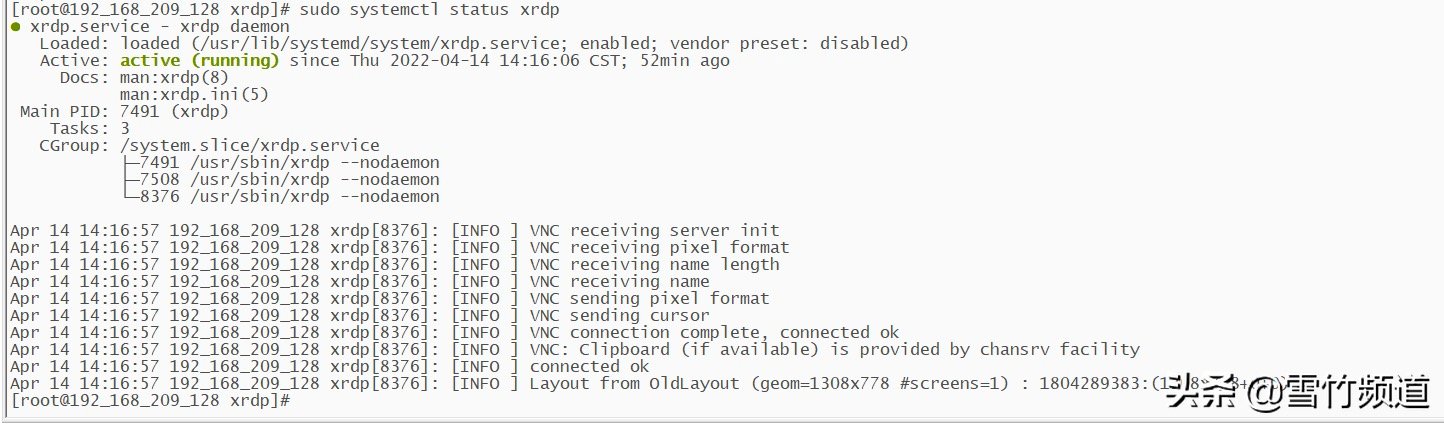 [root@192_168_209_128 xrdp]# sudo systemctl status xrdp
● xrdp.service - xrdp daemon
Loaded: loaded (/usr/lib/systemd/system/xrdp.service; enabled; vendor preset: disabled)
Active: active (running) since Thu 2022-04-14 14:16:06 CST; 52min ago
Docs: man:xrdp(8)
man:xrdp.ini(5)
Main PID: 7491 (xrdp)
Tasks: 3
CGroup: /system.slice/xrdp.service
├─7491 /usr/sbin/xrdp --nodaemon
├─7508 /usr/sbin/xrdp --nodaemon
└─8376 /usr/sbin/xrdp --nodaemon
Apr 14 14:16:57 192_168_209_128 xrdp[8376]: [INFO ] VNC receiving server init
Apr 14 14:16:57 192_168_209_128 xrdp[8376]: [INFO ] VNC receiving pixel format
Apr 14 14:16:57 192_168_209_128 xrdp[8376]: [INFO ] VNC receiving name length
Apr 14 14:16:57 192_168_209_128 xrdp[8376]: [INFO ] VNC receiving name
Apr 14 14:16:57 192_168_209_128 xrdp[8376]: [INFO ] VNC sending pixel format
Apr 14 14:16:57 192_168_209_128 xrdp[8376]: [INFO ] VNC sending cursor
Apr 14 14:16:57 192_168_209_128 xrdp[8376]: [INFO ] VNC connection complete, connected ok
Apr 14 14:16:57 192_168_209_128 xrdp[8376]: [INFO ] VNC: Clipboard (if available) is provided by chansrv facility
Apr 14 14:16:57 192_168_209_128 xrdp[8376]: [INFO ] connected ok
Apr 14 14:16:57 192_168_209_128 xrdp[8376]: [INFO ] Layout from OldLayout (geom=1308x778 #screens=1) :
[root@192_168_209_128 xrdp]#
头条 @雪竹频道